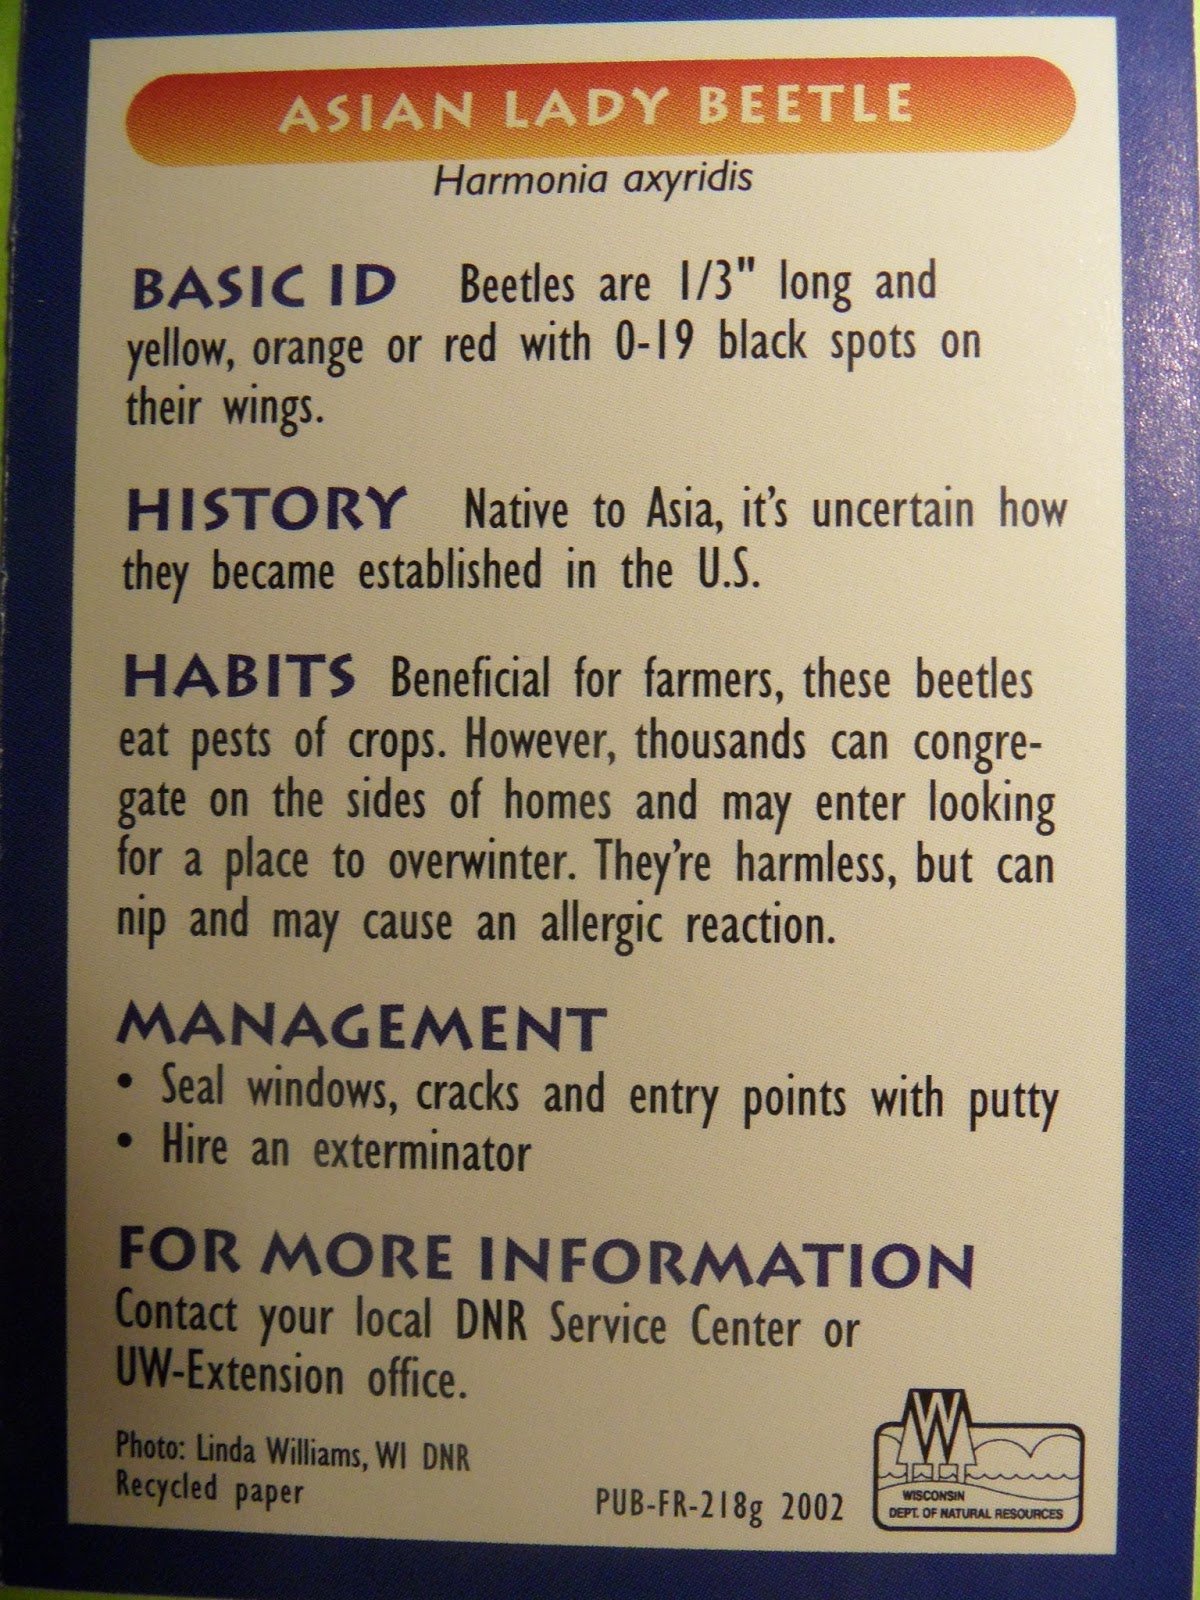 ASIAN LADY BEETLE
Harmonia axyridis
BASIC ID Beetles are 1/3" long and
yellow, orange or red with 0-19 black spots on
their wings.
HISTORY Native to Asia, it's uncertain how
they became established in the U.S.
HABITS Beneficial for farmers, these beetles
eat pests of crops. However, thousands can congre-
gate on the sides of homes and may enter looking
for a place to overwinter. They're harmless, but can
nip and may cause an allergic reaction.
MANAGEMENT
• Seal windows, cracks and entry points with putty
• Hire an exterminator
FOR MORE INFORMATION
Contact your local DNR Service Center or
UW-Extension office.
Photo: Linda Williams, WI DNR
Recycled paper
PUB-FR-218g 2002
W
WISCONSIN
DEPT. OF NATURAL RESOURCES